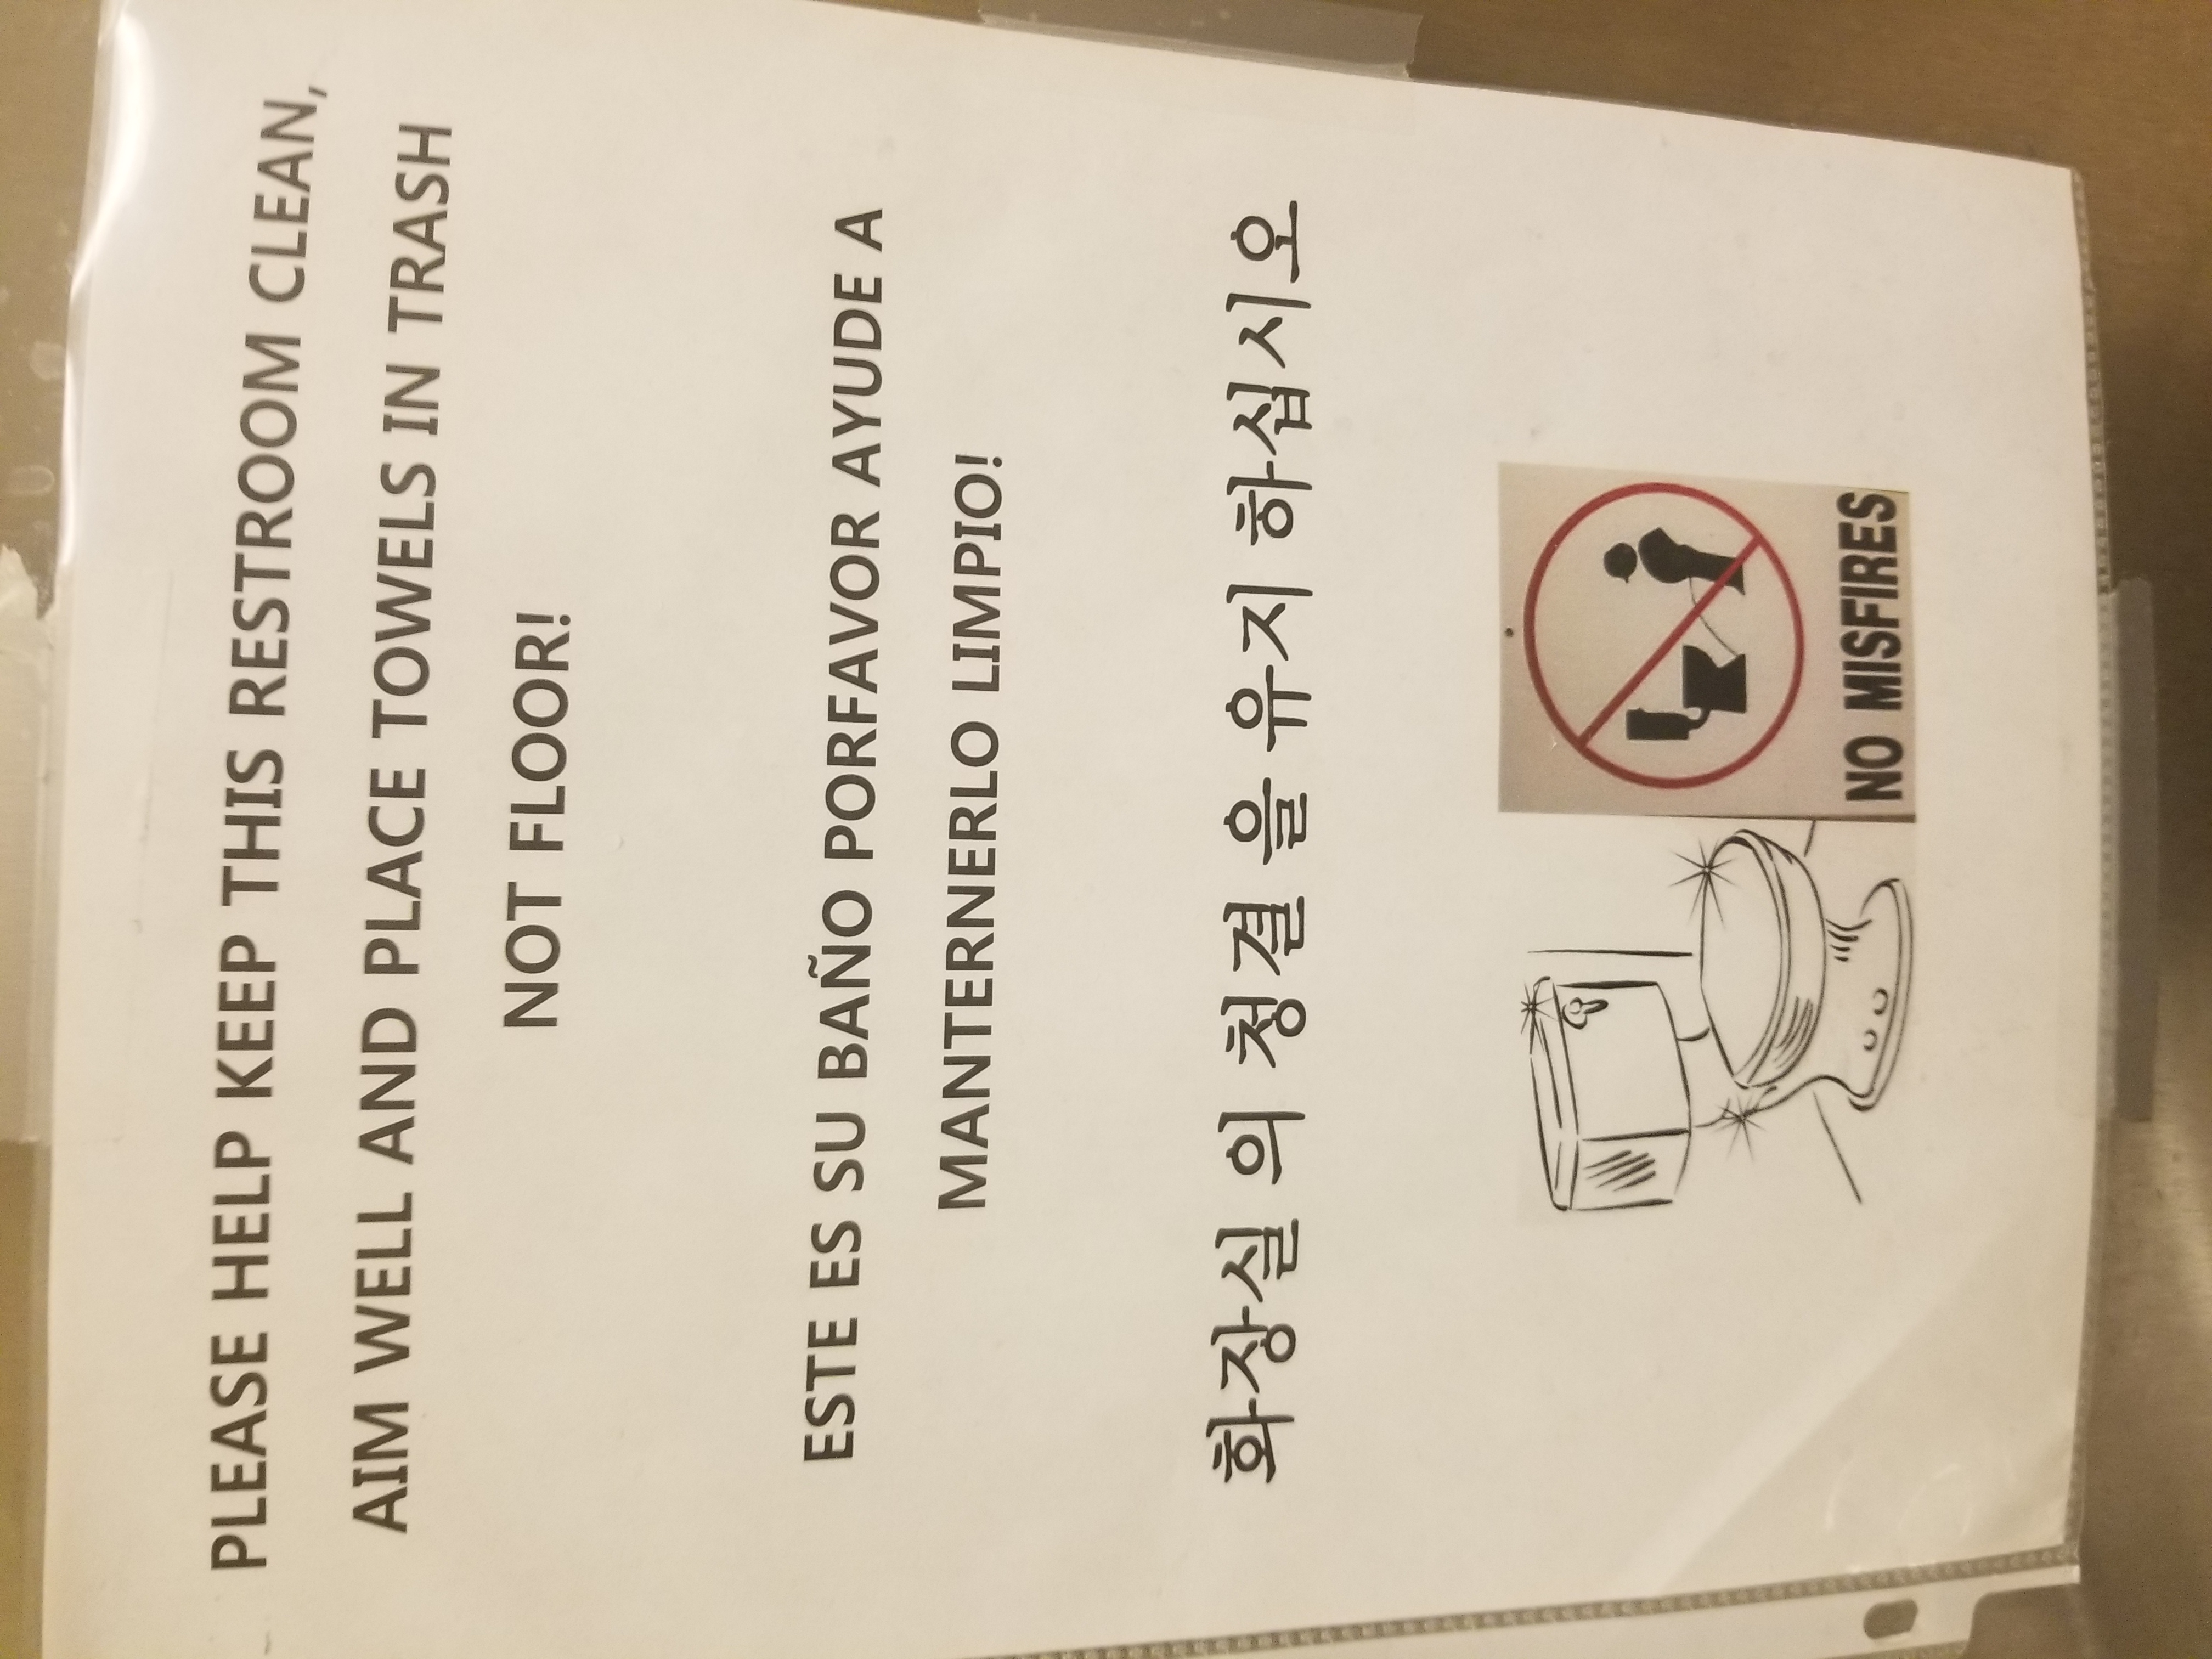 PLEASE HELP KEEP THIS RESTROOM CLEAN,
AIM WELL AND PLACE TOWELS IN TRASH
NOT FLOOR!
ESTE ES SU BAÑO PORFAVOR AYUDE A
MANTERNERLO LIMPIO!
화장실 의 청결 을 유지 하십시오
NO MISFIRES